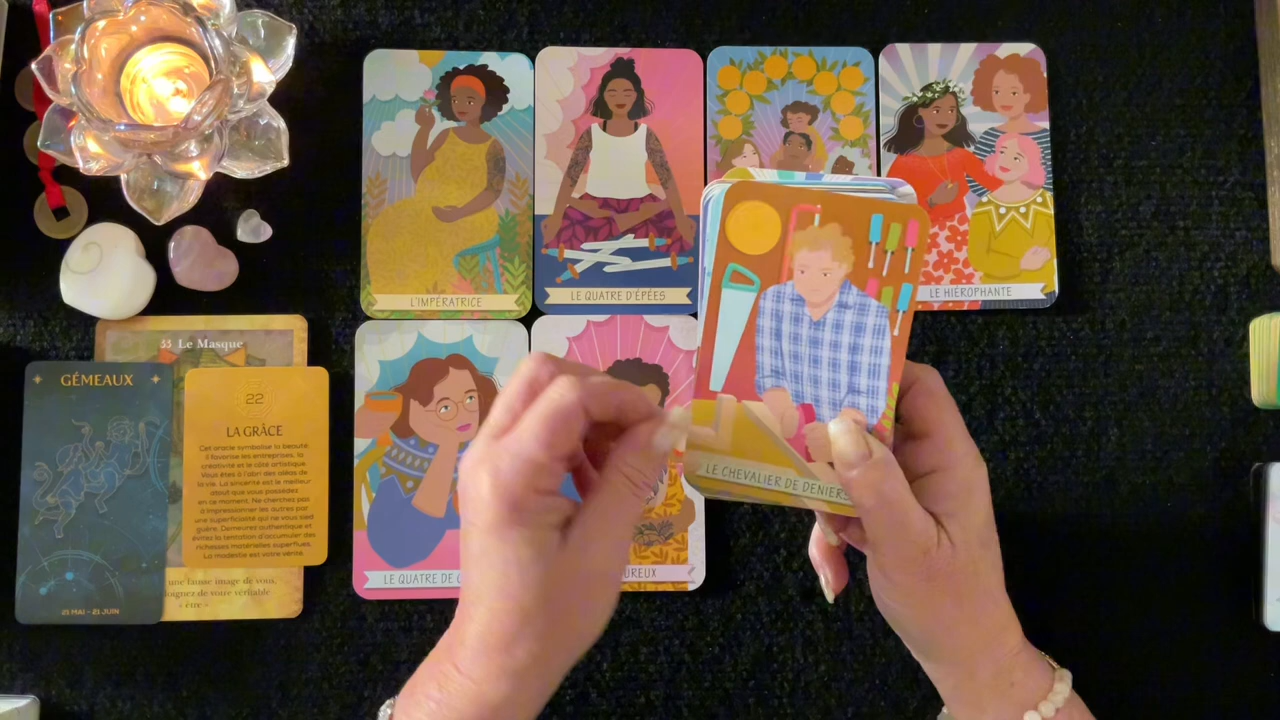 L'IMPÉRATRICE
LE QUATRE D'ÉPÉES
LE HIÉROPHANTE
LE CHEVALIER DE DENIERS
LE QUATRE DE
UREUX
33 Le Masque
une fausse image de vous,
oignez de votre véritable
« être »
GÉMEAUX
21 MAI - 21 JUIN
22
LA GRÂCE
Cet oracle symbolise la beauté.
Il favorise les entreprises, la
créativité et le côté artistique.
Vous êtes à l'abri des aléas de
la vie. La sincérité est le meilleur
atout que vous possédez
en ce moment. Ne cherchez pas
à impressionner les autres par
une superficialité qui ne vous sied
guère. Demeurez authentique et
évitez la tentation d'accumuler des
richesses matérielles superflues.
La modestie est votre vérité.